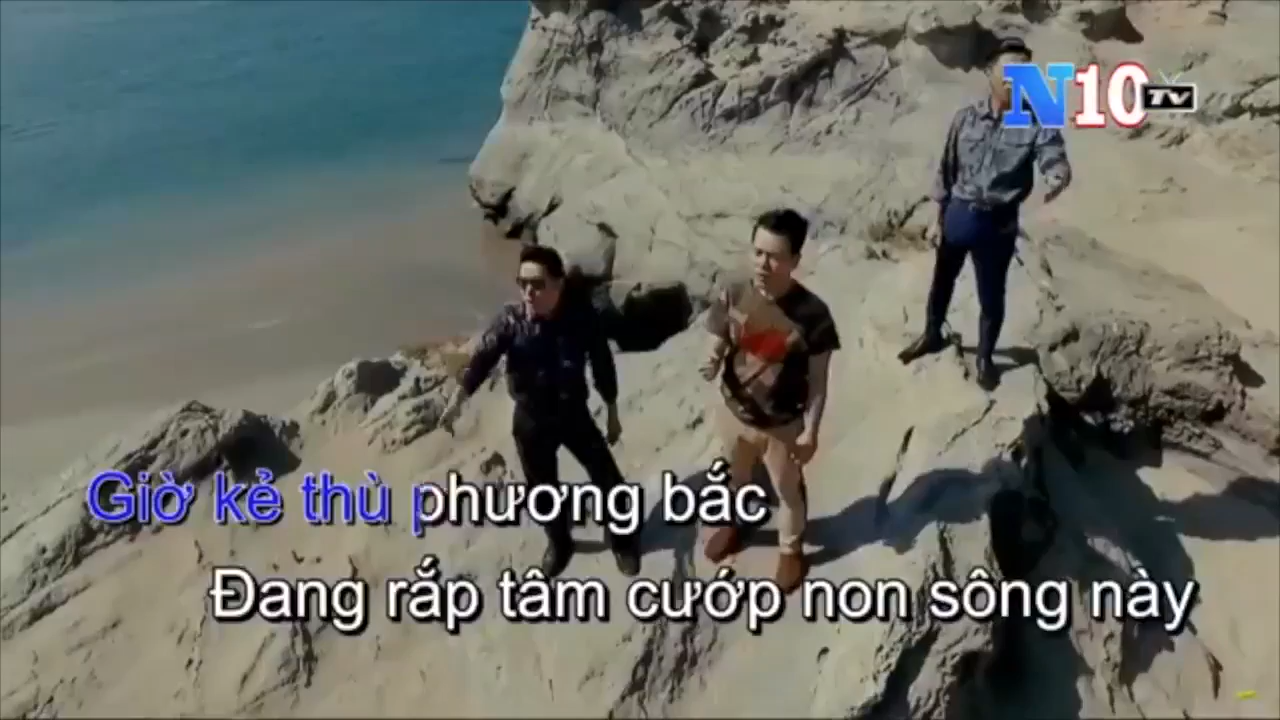 N10 TV
Giờ kẻ thù phương bắc
Đang rắp tâm cướp non sông này